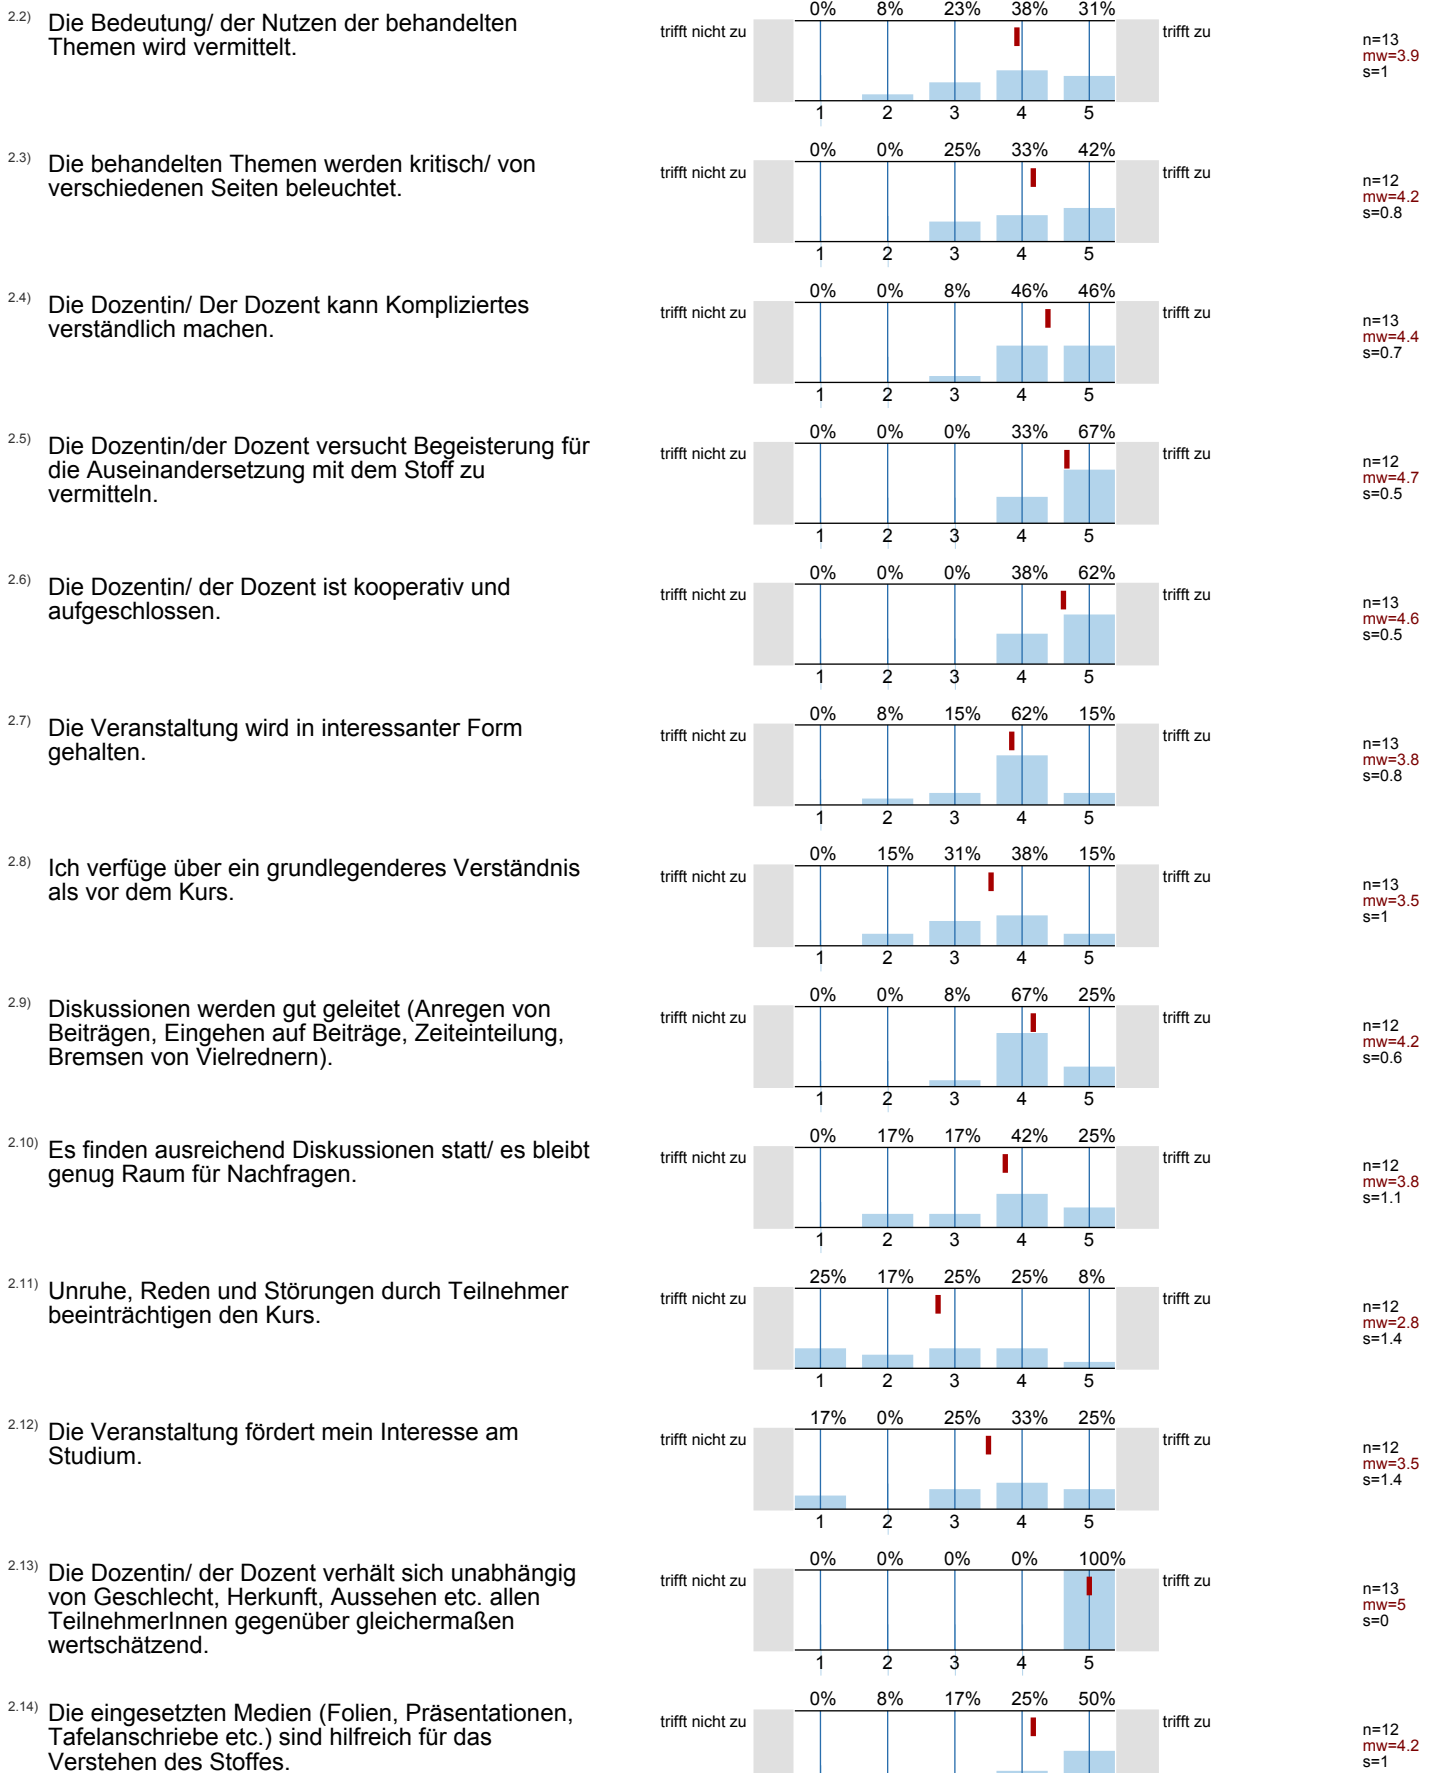 2.2) Die Bedeutung/ der Nutzen der behandelten
Themen wird vermittelt.
trifft nicht zu
0% 8% 23% 38% 31%
1 2 3 4 5
trifft zu
n=13
mw=3.9
s=1
2.3) Die behandelten Themen werden kritisch/ von
verschiedenen Seiten beleuchtet.
trifft nicht zu
0% 0% 25% 33% 42%
1 2 3 4 5
trifft zu
n=12
mw=4.2
s=0.8
2.4) Die Dozentin/ Der Dozent kann Kompliziertes
verständlich machen.
trifft nicht zu
0% 0% 8% 46% 46%
1 2 3 4 5
trifft zu
n=13
mw=4.4
s=0.7
2.5) Die Dozentin/der Dozent versucht Begeisterung für
die Auseinandersetzung mit dem Stoff zu
vermitteln.
trifft nicht zu
0% 0% 0% 33% 67%
1 2 3 4 5
trifft zu
n=12
mw=4.7
s=0.5
2.6) Die Dozentin/ der Dozent ist kooperativ und
aufgeschlossen.
trifft nicht zu
0% 0% 0% 38% 62%
1 2 3 4 5
trifft zu
n=13
mw=4.6
s=0.5
2.7) Die Veranstaltung wird in interessanter Form
gehalten.
trifft nicht zu
0% 8% 15% 62% 15%
1 2 3 4 5
trifft zu
n=13
mw=3.8
s=0.8
2.8) Ich verfüge über ein grundlegenderes Verständnis
als vor dem Kurs.
trifft nicht zu
0% 15% 31% 38% 15%
1 2 3 4 5
trifft zu
n=13
mw=3.5
s=1
2.9) Diskussionen werden gut geleitet (Anregen von
Beiträgen, Eingehen auf Beiträge, Zeiteinteilung,
Bremsen von Vielrednern).
trifft nicht zu
0% 0% 8% 67% 25%
1 2 3 4 5
trifft zu
n=12
mw=4.2
s=0.6
2.10) Es finden ausreichend Diskussionen statt/ es bleibt
genug Raum für Nachfragen.
trifft nicht zu
0% 17% 17% 42% 25%
1 2 3 4 5
trifft zu
n=12
mw=3.8
s=1.1
2.11) Unruhe, Reden und Störungen durch Teilnehmer
beeinträchtigen den Kurs.
trifft nicht zu
25% 17% 25% 25% 8%
1 2 3 4 5
trifft zu
n=12
mw=2.8
s=1.4
2.12) Die Veranstaltung fördert mein Interesse am
Studium.
trifft nicht zu
17% 0% 25% 33% 25%
1 2 3 4 5
trifft zu
n=12
mw=3.5
s=1.4
2.13) Die Dozentin/ der Dozent verhält sich unabhängig
von Geschlecht, Herkunft, Aussehen etc. allen
TeilnehmerInnen gegenüber gleichermaßen
wertschätzend.
trifft nicht zu
0% 0% 0% 0% 100%
1 2 3 4 5
trifft zu
n=13
mw=5
s=0
2.14) Die eingesetzten Medien (Folien, Präsentationen,
Tafelanschriebe etc.) sind hilfreich für das
Verstehen des Stoffes.
trifft nicht zu
0% 8% 17% 25% 50%
trifft zu
n=12
mw=4.2
s=1